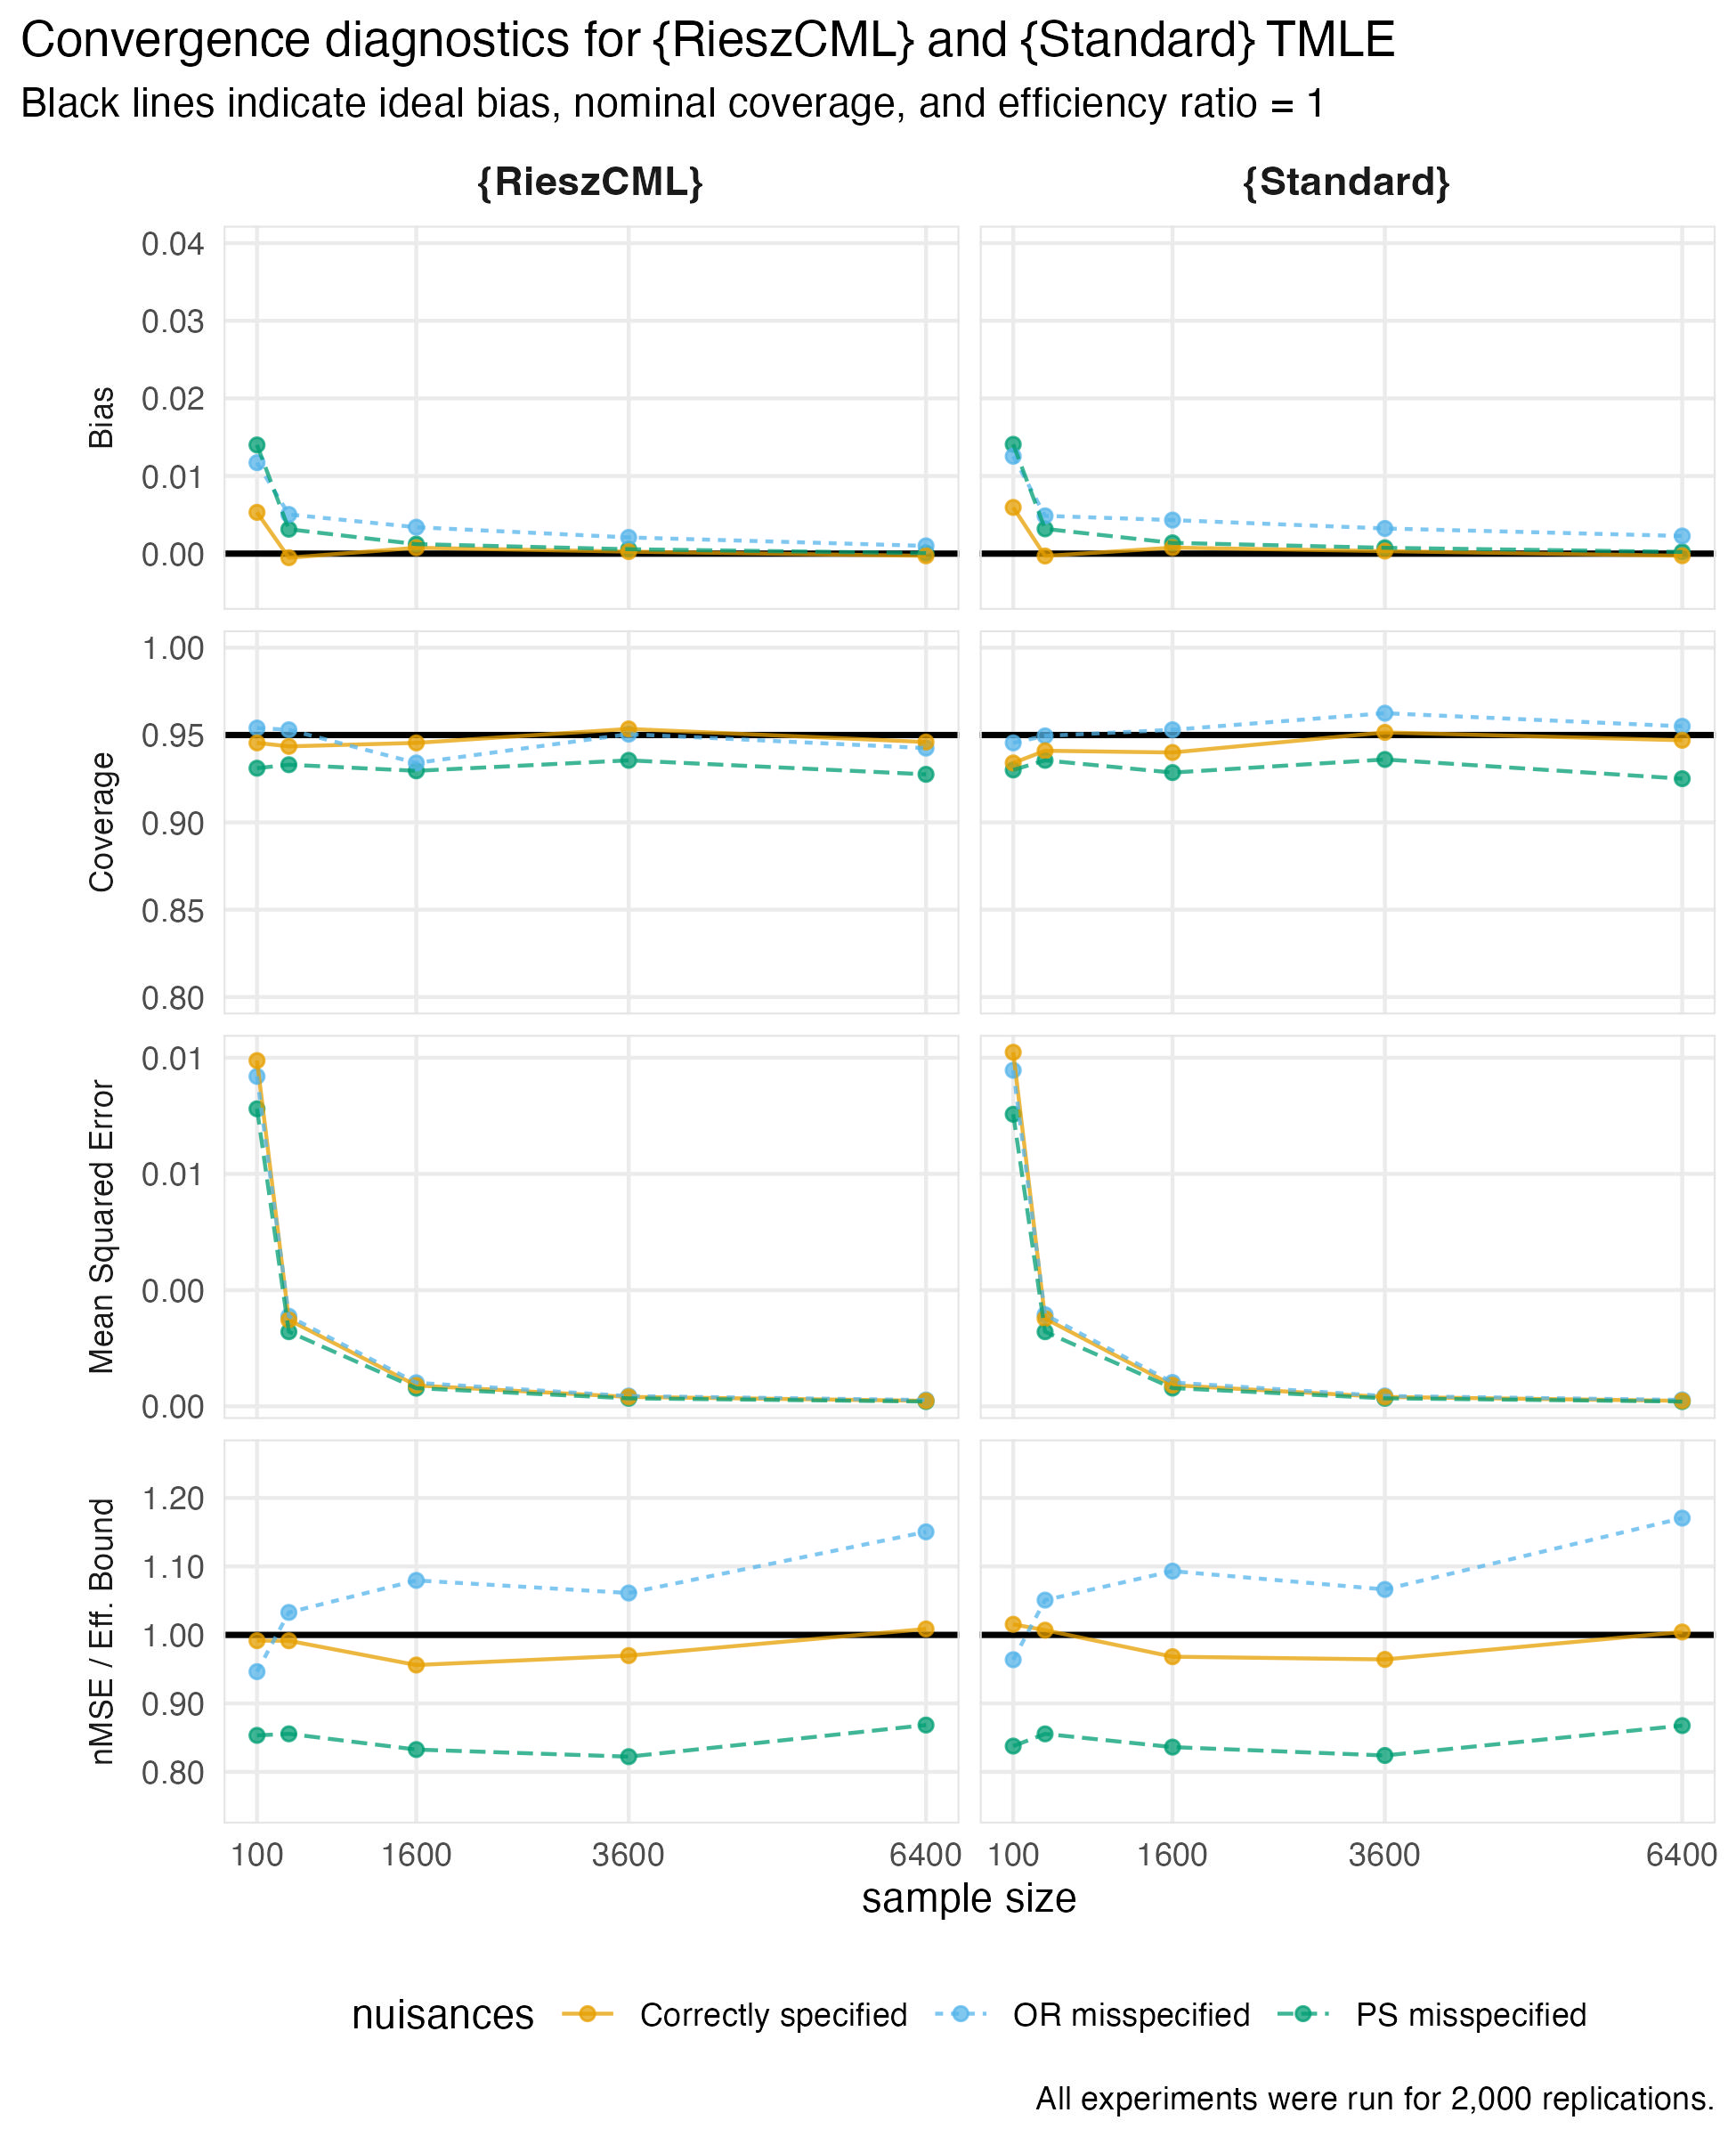 Convergence diagnostics for {RieszCML} and {Standard} TMLE
Black lines indicate ideal bias, nominal coverage, and efficiency ratio = 1
{RieszCML} {Standard}
Bias
0.04
0.03
0.02
0.01
0.00
Coverage
1.00
0.95
0.90
0.85
0.80
Mean Squared Error
0.01
0.01
0.00
0.00
nMSE / Eff. Bound
1.20
1.10
1.00
0.90
0.80
100 1600 3600 6400 100 1600 3600 6400
sample size
nuisances Correctly specified OR misspecified PS misspecified
All experiments were run for 2,000 replications.